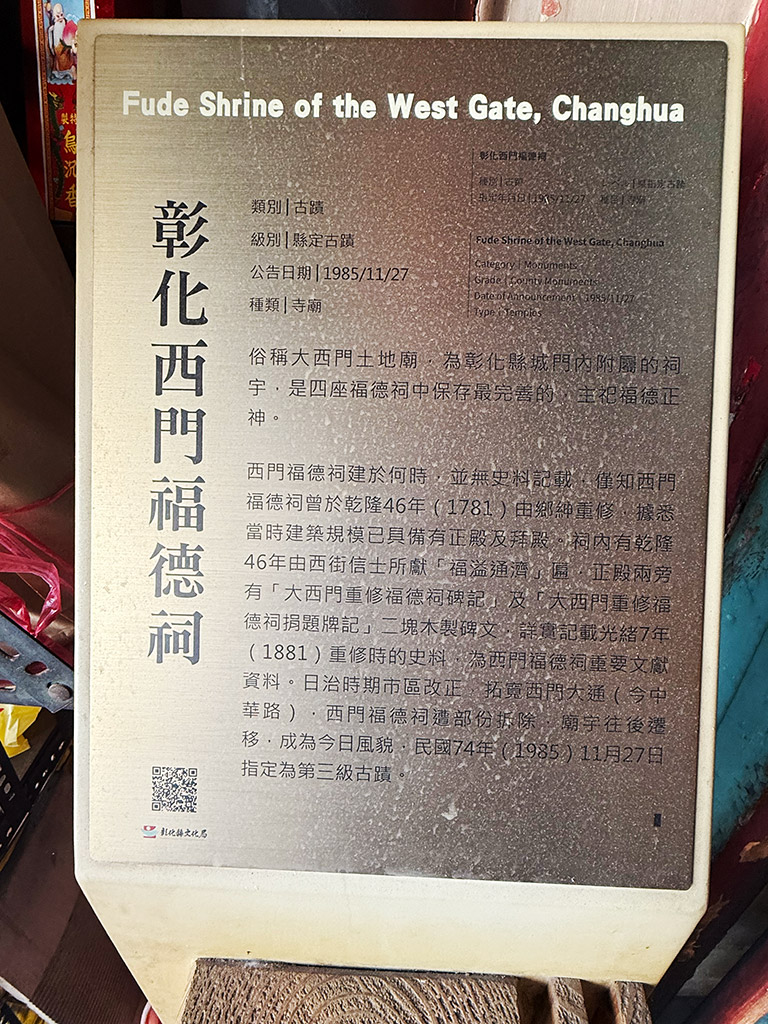 Fude Shrine of the West Gate, Changhua
彰化西門福德祠
類別│古蹟
級別│縣定古蹟
公告日期│1985/11/27
種類│寺廟
彰化西門福德祠
Fude Shrine of the West Gate, Changhua
Category│Monuments
Grade│County Monuments
Date of Announcement│1985/11/27
Type│Temples
俗稱大西門土地廟，為彰化縣城門內附屬的祠
宇，是四座福德祠中保存最完善的，主祀福德正
神。
西門福德祠建於何時，並無史料記載，僅知西門
福德祠曾於乾隆46年（1781）由鄉紳重修，據悉
當時建築規模已具備有正殿及拜殿。祠內有乾隆
46年由西街信士所獻「福溢通濟」匾，正殿兩旁
有「大西門重修福德祠碑記」及「大西門重修福
德祠捐題牌記」二塊木製碑文，詳實記載光緒7年
（1881）重修時的史料，為西門福德祠重要文獻
資料。日治時期市區改正，拓寬西門大通（今中
華路），西門福德祠遭部份拆除，廟宇往後遷
移，成為今日風貌，民國74年（1985）11月27日
指定為第三級古蹟。
彰化縣文化局
特製
烏沉香